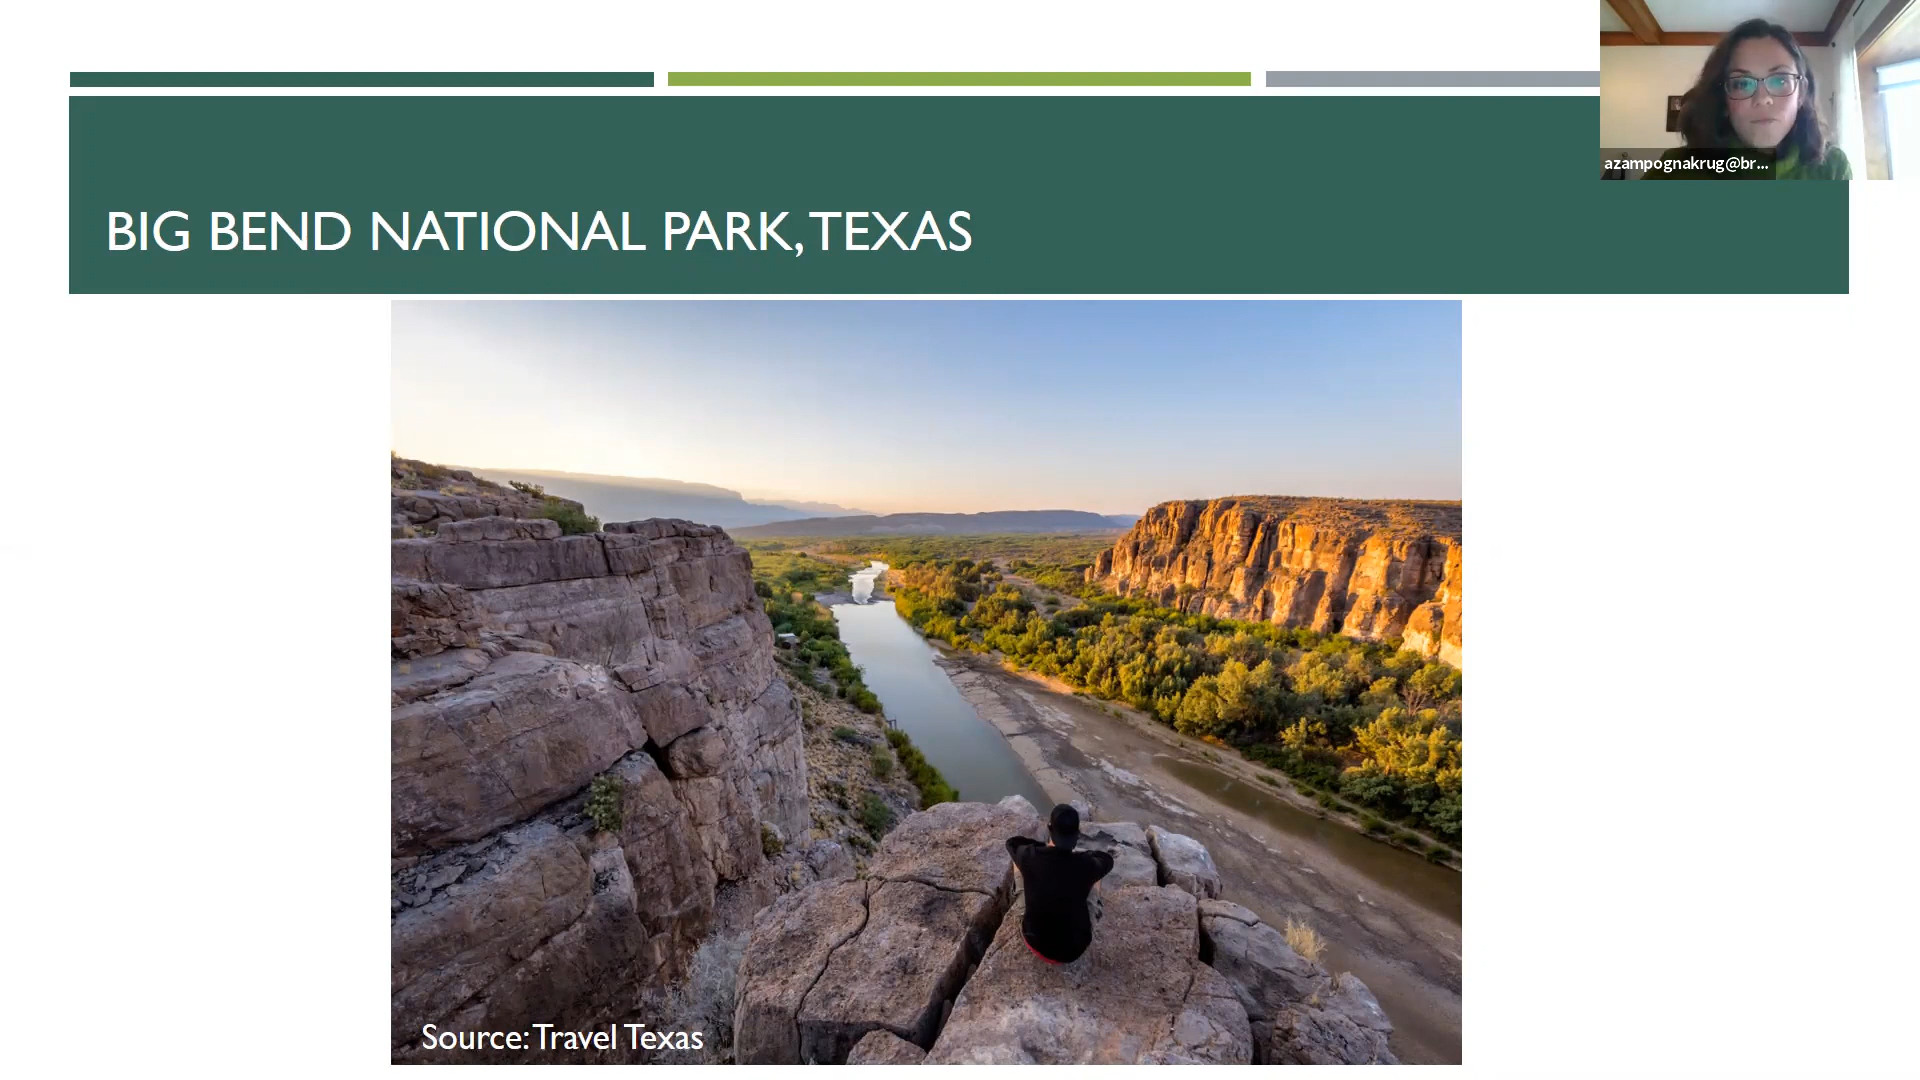 azampognakrug@br...
BIG BEND NATIONAL PARK, TEXAS
Source: Travel Texas